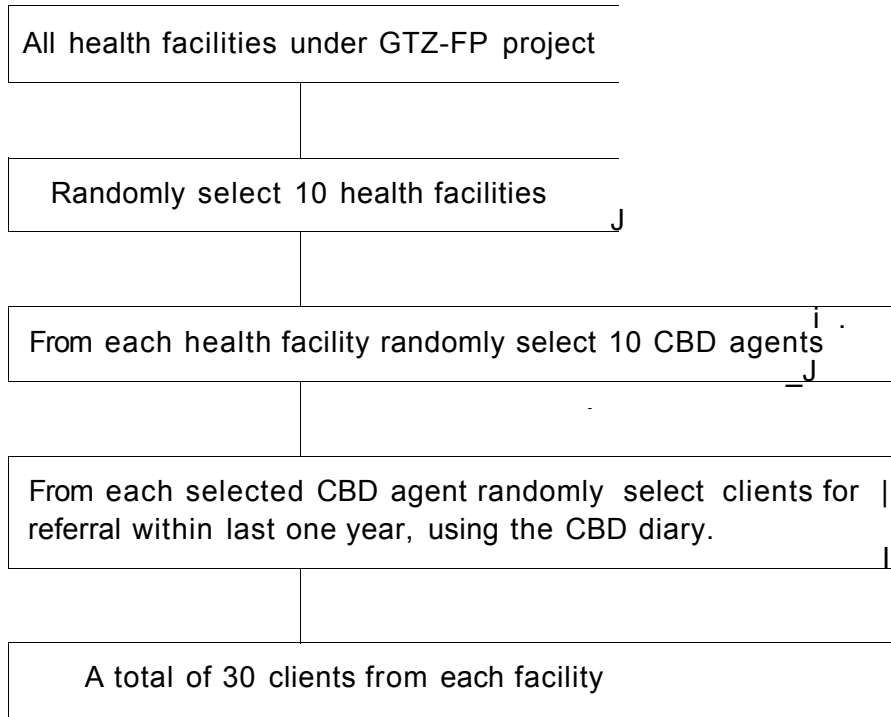 All health facilities under GTZ-FP project
Randomly select 10 health facilities
From each health facility randomly select 10 CBD agents
From each selected CBD agent randomly select clients for
referral within last one year, using the CBD diary.
A total of 30 clients from each facility